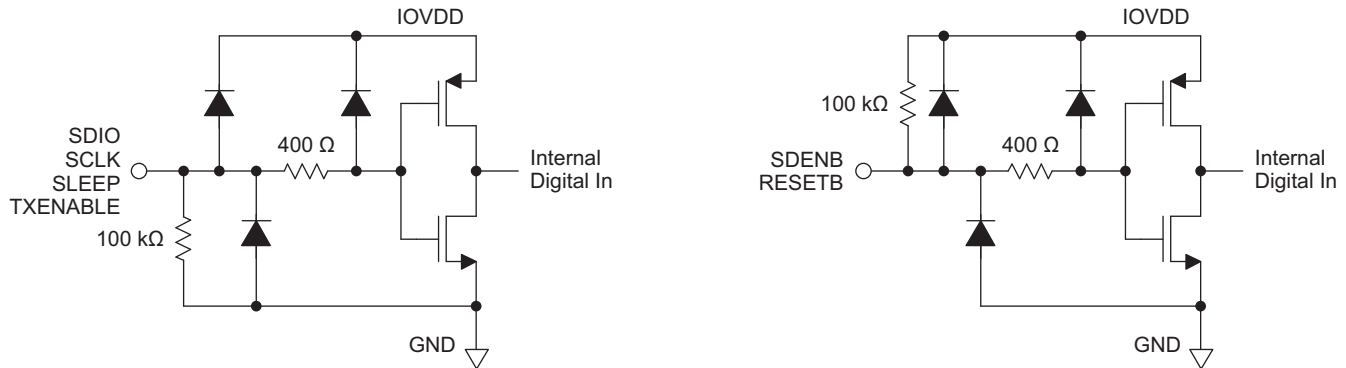 IOVDD
SDIO
SCLK
SLEEP
TXENABLE
400 Ω
100 kΩ
Internal
Digital In
GND
IOVDD
100 kΩ
SDENB
RESETB
400 Ω
Internal
Digital In
GND